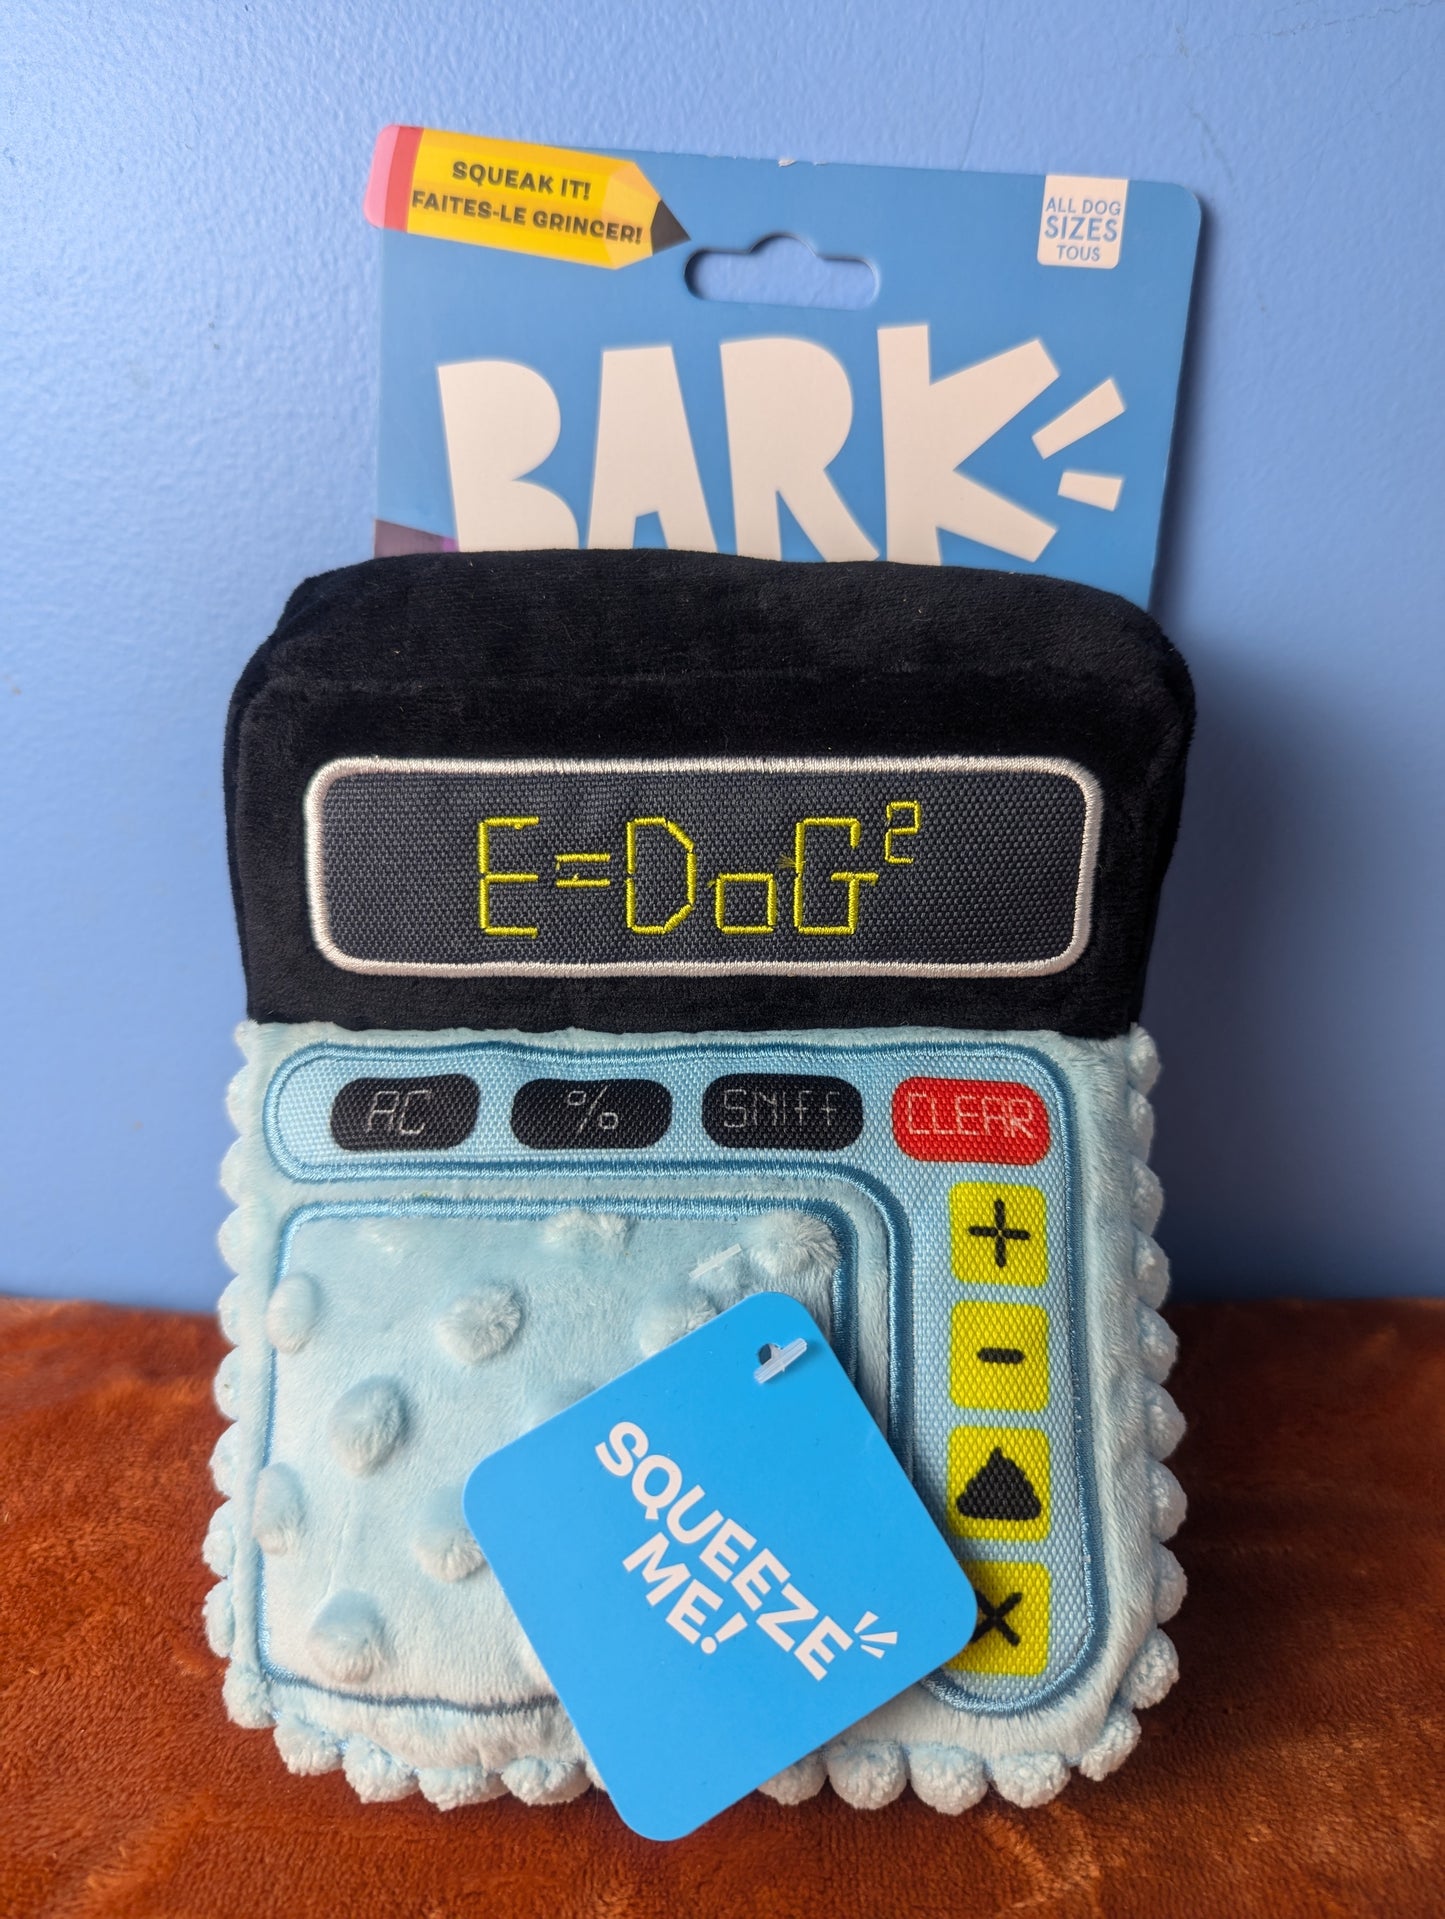 SQUEAK IT!
FAITES-LE GRINCER!
ALL DOG
SIZES
TOUS
BARK
E=DoG²
AC
%
SNIFF
CLEAR
+
-
×
SQUEEZE
ME!